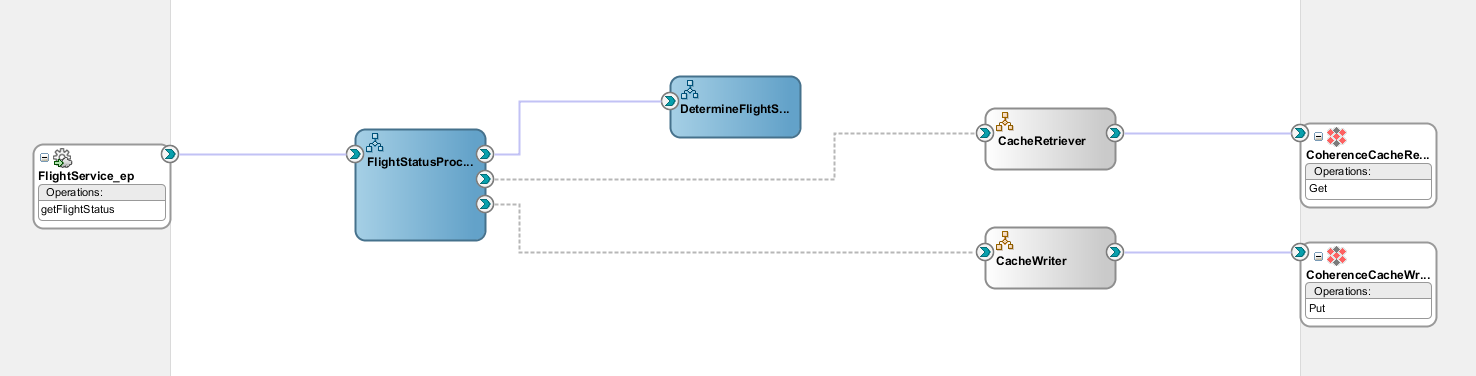 FlightService_ep
Operations:
getFlightStatus
FlightStatusProc...
DetermineFlightS...
CacheRetriever
CacheWriter
CoherenceCacheRe...
Operations:
Get
CoherenceCacheWr...
Operations:
Put